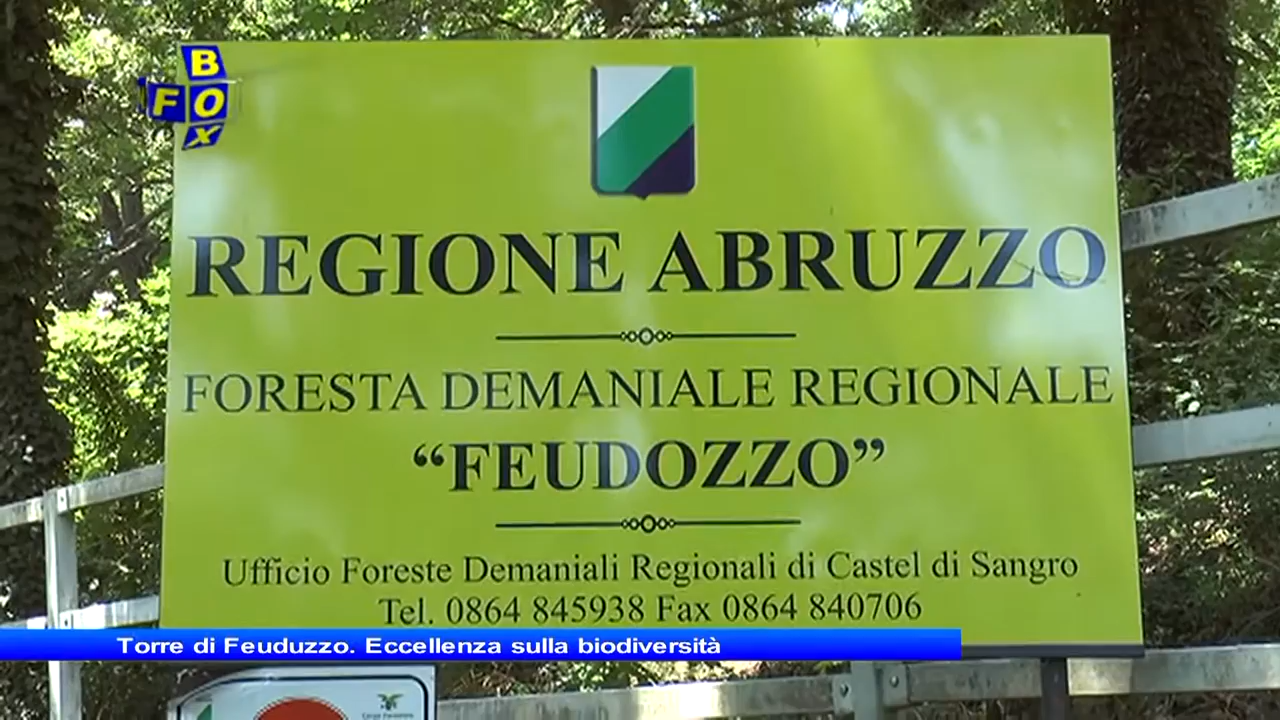 BOX
FOX
REGIONE ABRUZZO
FORESTA DEMANIALE REGIONALE
“FEUDOZZO”
Ufficio Foreste Demaniali Regionali di Castel di Sangro
Tel. 0864 845938 Fax 0864 840706
Torre di Feuduzzo. Eccellenza sulla biodiversità